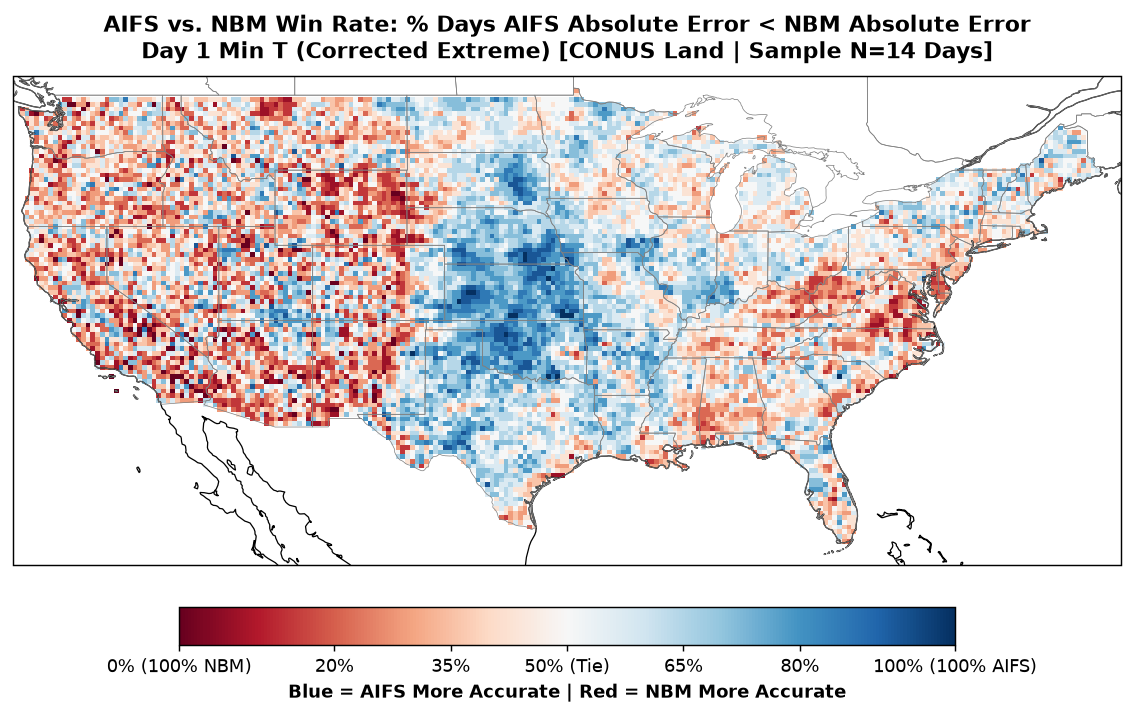 AIFS vs. NBM Win Rate: % Days AIFS Absolute Error < NBM Absolute Error
Day 1 Min T (Corrected Extreme) [CONUS Land | Sample N=14 Days]
0% (100% NBM) 20% 35% 50% (Tie) 65% 80% 100% (100% AIFS)
Blue = AIFS More Accurate | Red = NBM More Accurate